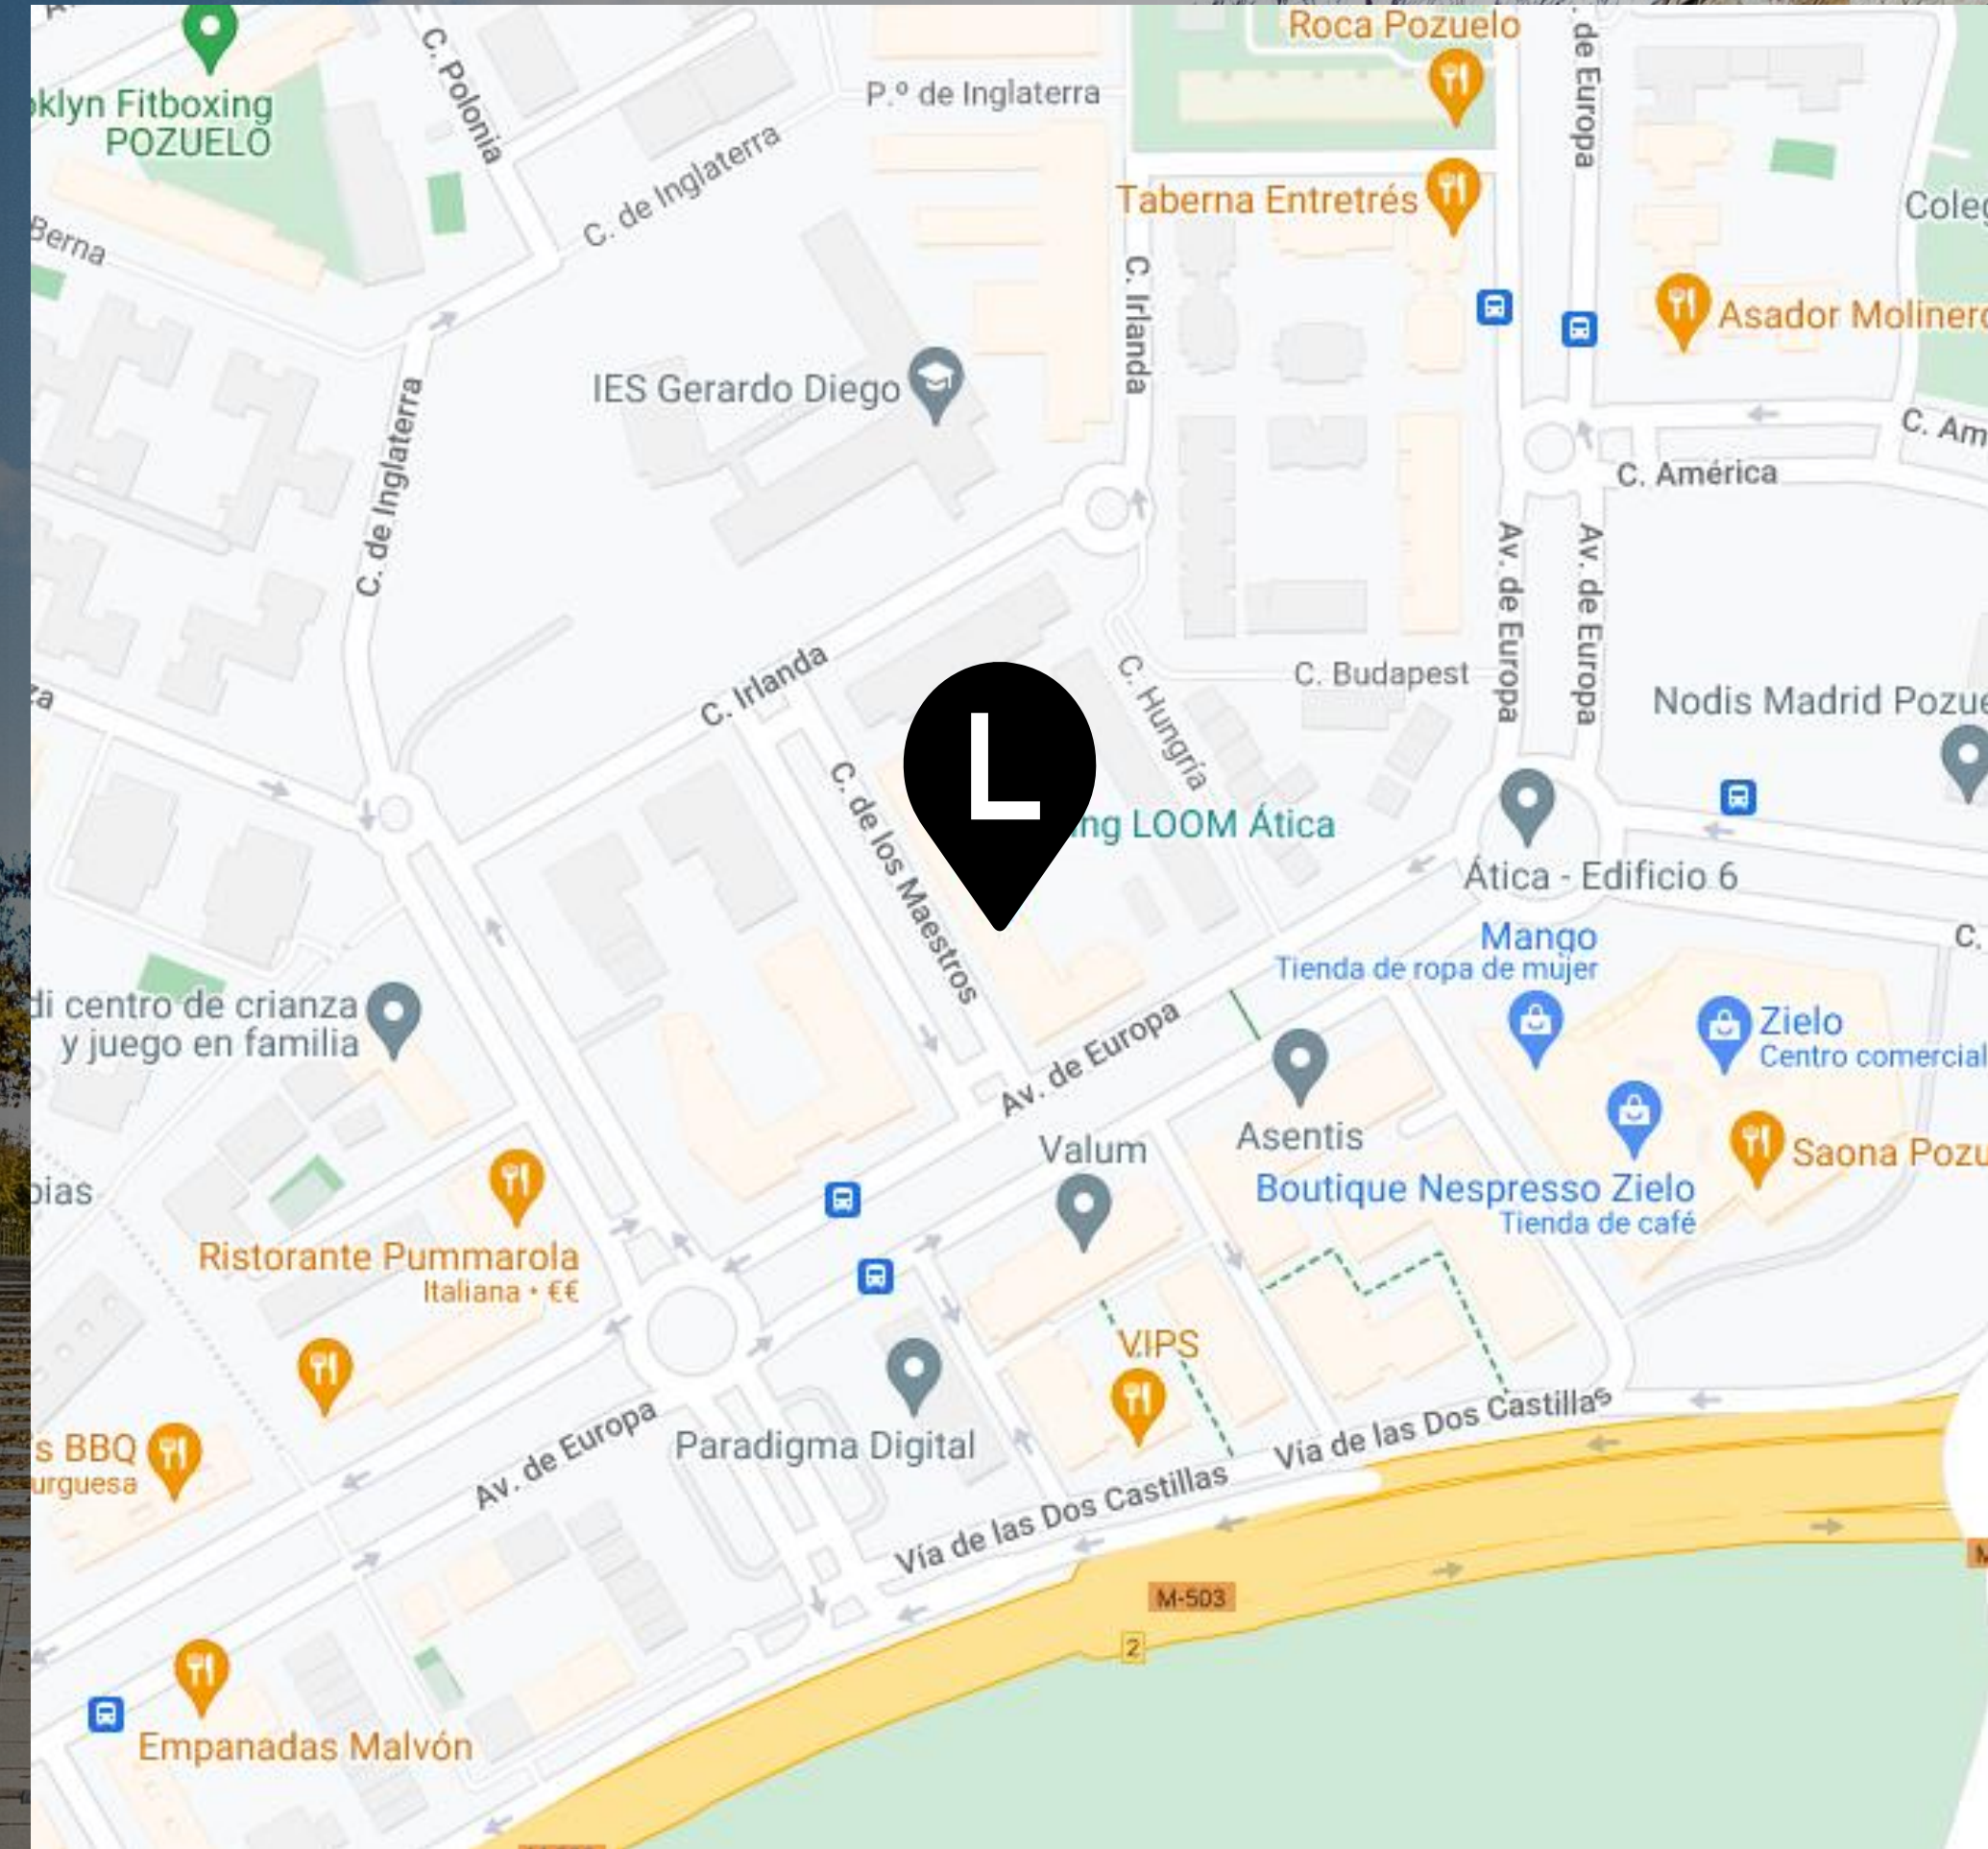 Roca Pozuelo
de Europa
C. Polonia
P.º de Inglaterra
oklyn Fitboxing
POZUELO
C. de Inglaterra
Taberna Entretrés
Berna
C. Irlanda
Asador Molinero
IES Gerardo Diego
C. de Inglaterra
C. América
Av. de Europa
Av. de Europa
C. Irlanda
C. Hungría
C. Budapest
Nodis Madrid Pozue
L
C. de los Maestros
ing LOOM Ática
Ática - Edificio 6
Mango
Tienda de ropa de mujer
C.
di centro de crianza
y juego en familia
Zielo
Centro comercial
Av. de Europa
Asentis
Valum
Saona Pozu
Boutique Nespresso Zielo
Tienda de café
bias
Ristorante Pummarola
Italiana • €€
VIPS
Vía de las Dos Castillas
s BBQ
urguesa
Av. de Europa
Paradigma Digital
Vía de las Dos Castillas
M-503
2
Empanadas Malvón